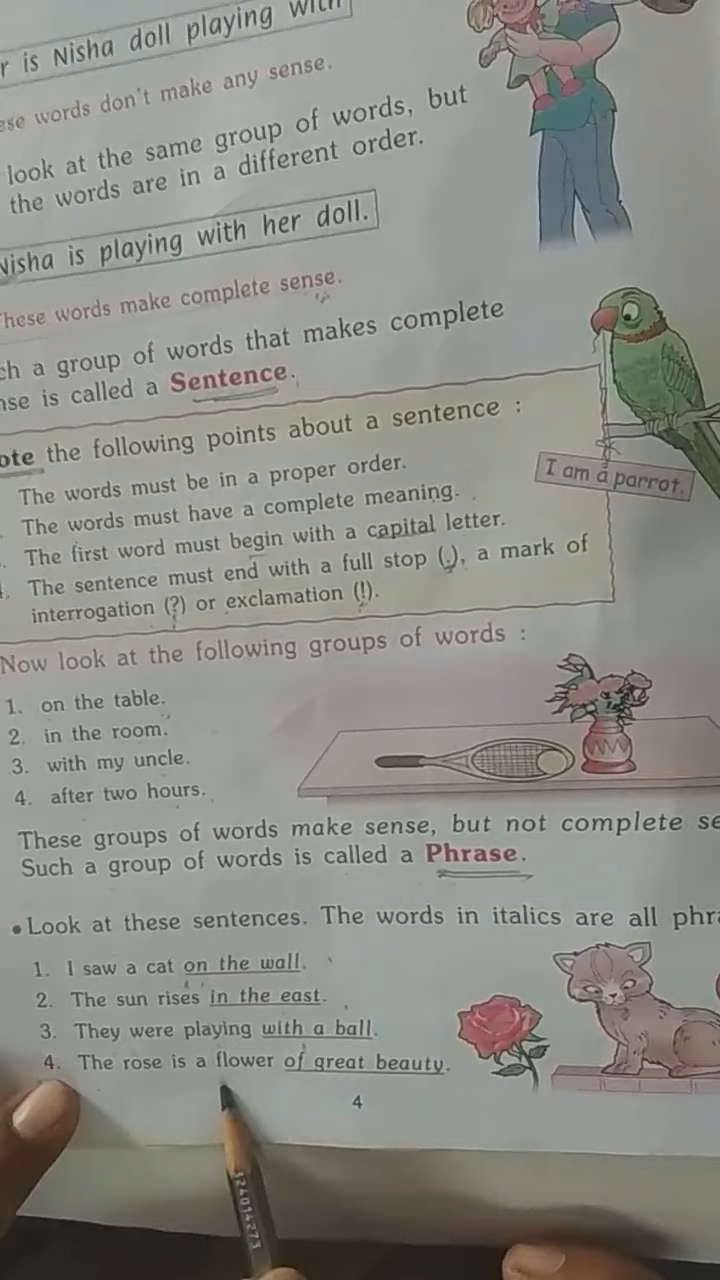 r is Nisha doll playing with
ese words don't make any sense.
look at the same group of words, but
the words are in a different order.
Nisha is playing with her doll.
These words make complete sense.
ch a group of words that makes complete
nse is called a Sentence.
ote the following points about a sentence :
The words must be in a proper order.
The words must have a complete meaning.
The first word must begin with a capital letter.
The sentence must end with a full stop (.), a mark of
interrogation (?) or exclamation (!).
I am a parrot.
Now look at the following groups of words :
1. on the table.
2. in the room.
3. with my uncle.
4. after two hours.
These groups of words make sense, but not complete se
Such a group of words is called a Phrase.
• Look at these sentences. The words in italics are all phra
1. I saw a cat on the wall.
2. The sun rises in the east.
3. They were playing with a ball.
4. The rose is a flower of great beauty.
4
324014273